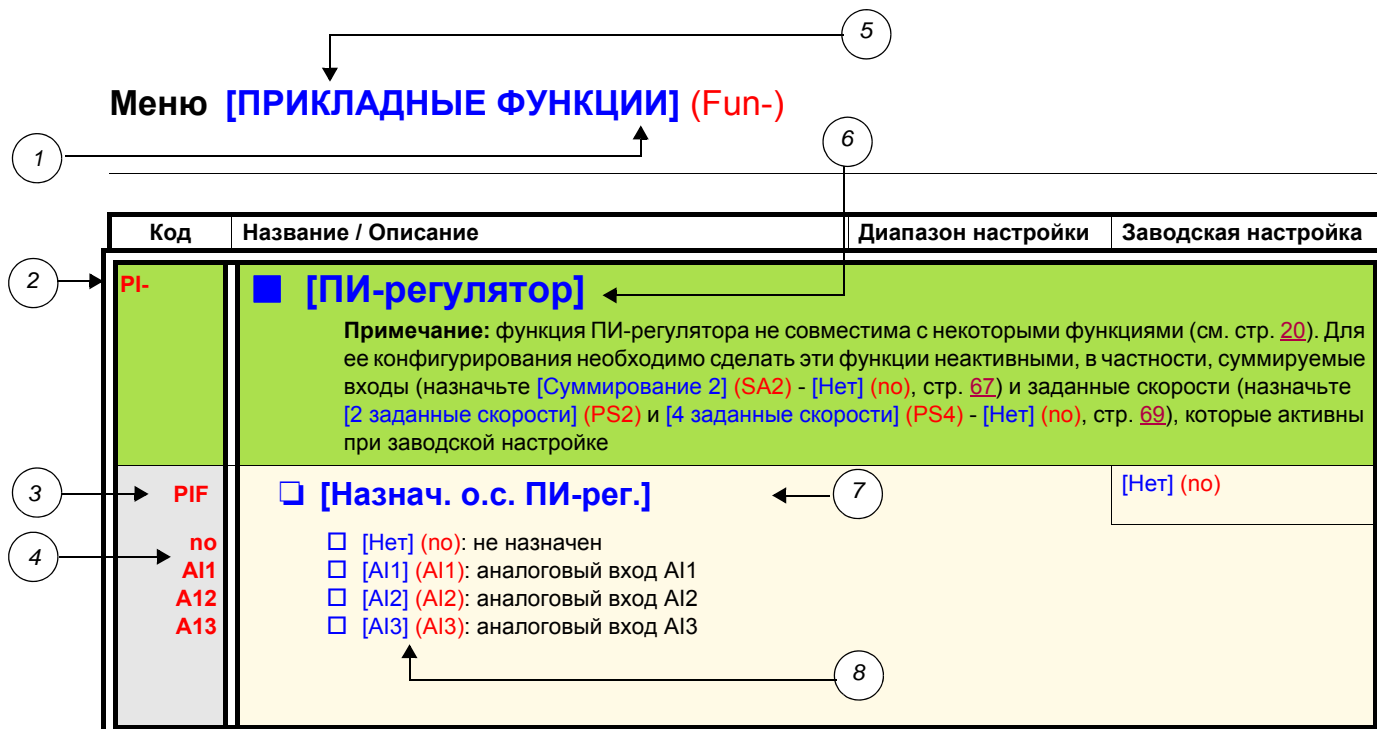 5
Меню [ПРИКЛАДНЫЕ ФУНКЦИИ] (Fun-)
1
6
Код Название / Описание Диапазон настройки Заводская настройка
2
PI- ■ [ПИ-регулятор]
Примечание: функция ПИ-регулятора не совместима с некоторыми функциями (см. стр. 20). Для
ее конфигурирования необходимо сделать эти функции неактивными, в частности, суммируемые
входы (назначьте [Суммирование 2] (SA2) - [Нет] (no), стр. 67) и заданные скорости (назначьте
[2 заданные скорости] (PS2) и [4 заданные скорости] (PS4) - [Нет] (no), стр. 69), которые активны
при заводской настройке
3
PIF ❏ [Назнач. о.с. ПИ-рег.] 7 [Нет] (no)
4
no □ [Нет] (no): не назначен
AI1 □ [AI1] (AI1): аналоговый вход AI1
A12 □ [AI2] (AI2): аналоговый вход AI2
A13 □ [AI3] (AI3): аналоговый вход AI3
8